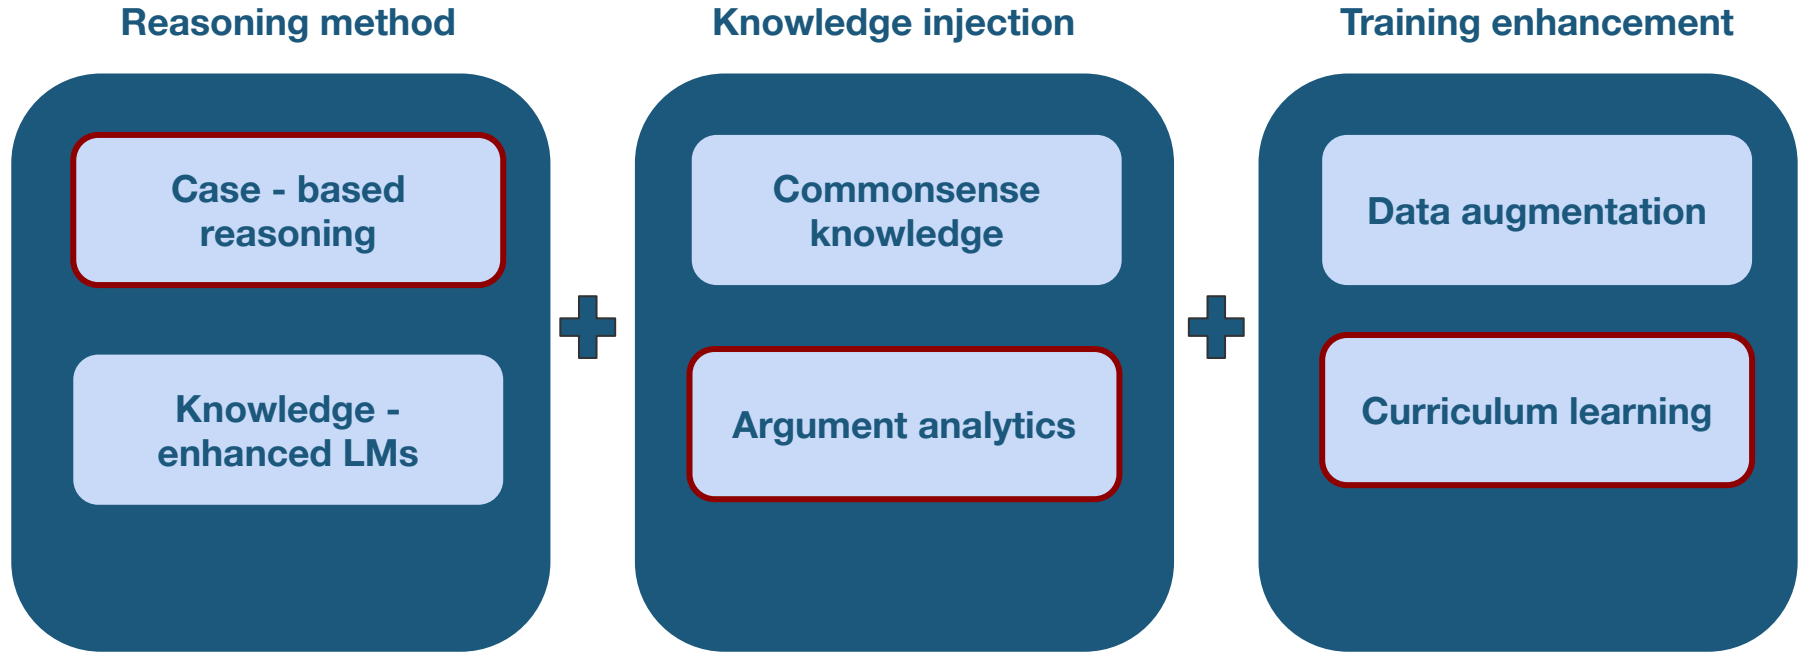 Reasoning method
Case - based
reasoning
Knowledge -
enhanced LMs
Knowledge injection
Commonsense
knowledge
Argument analytics
Training enhancement
Data augmentation
Curriculum learning